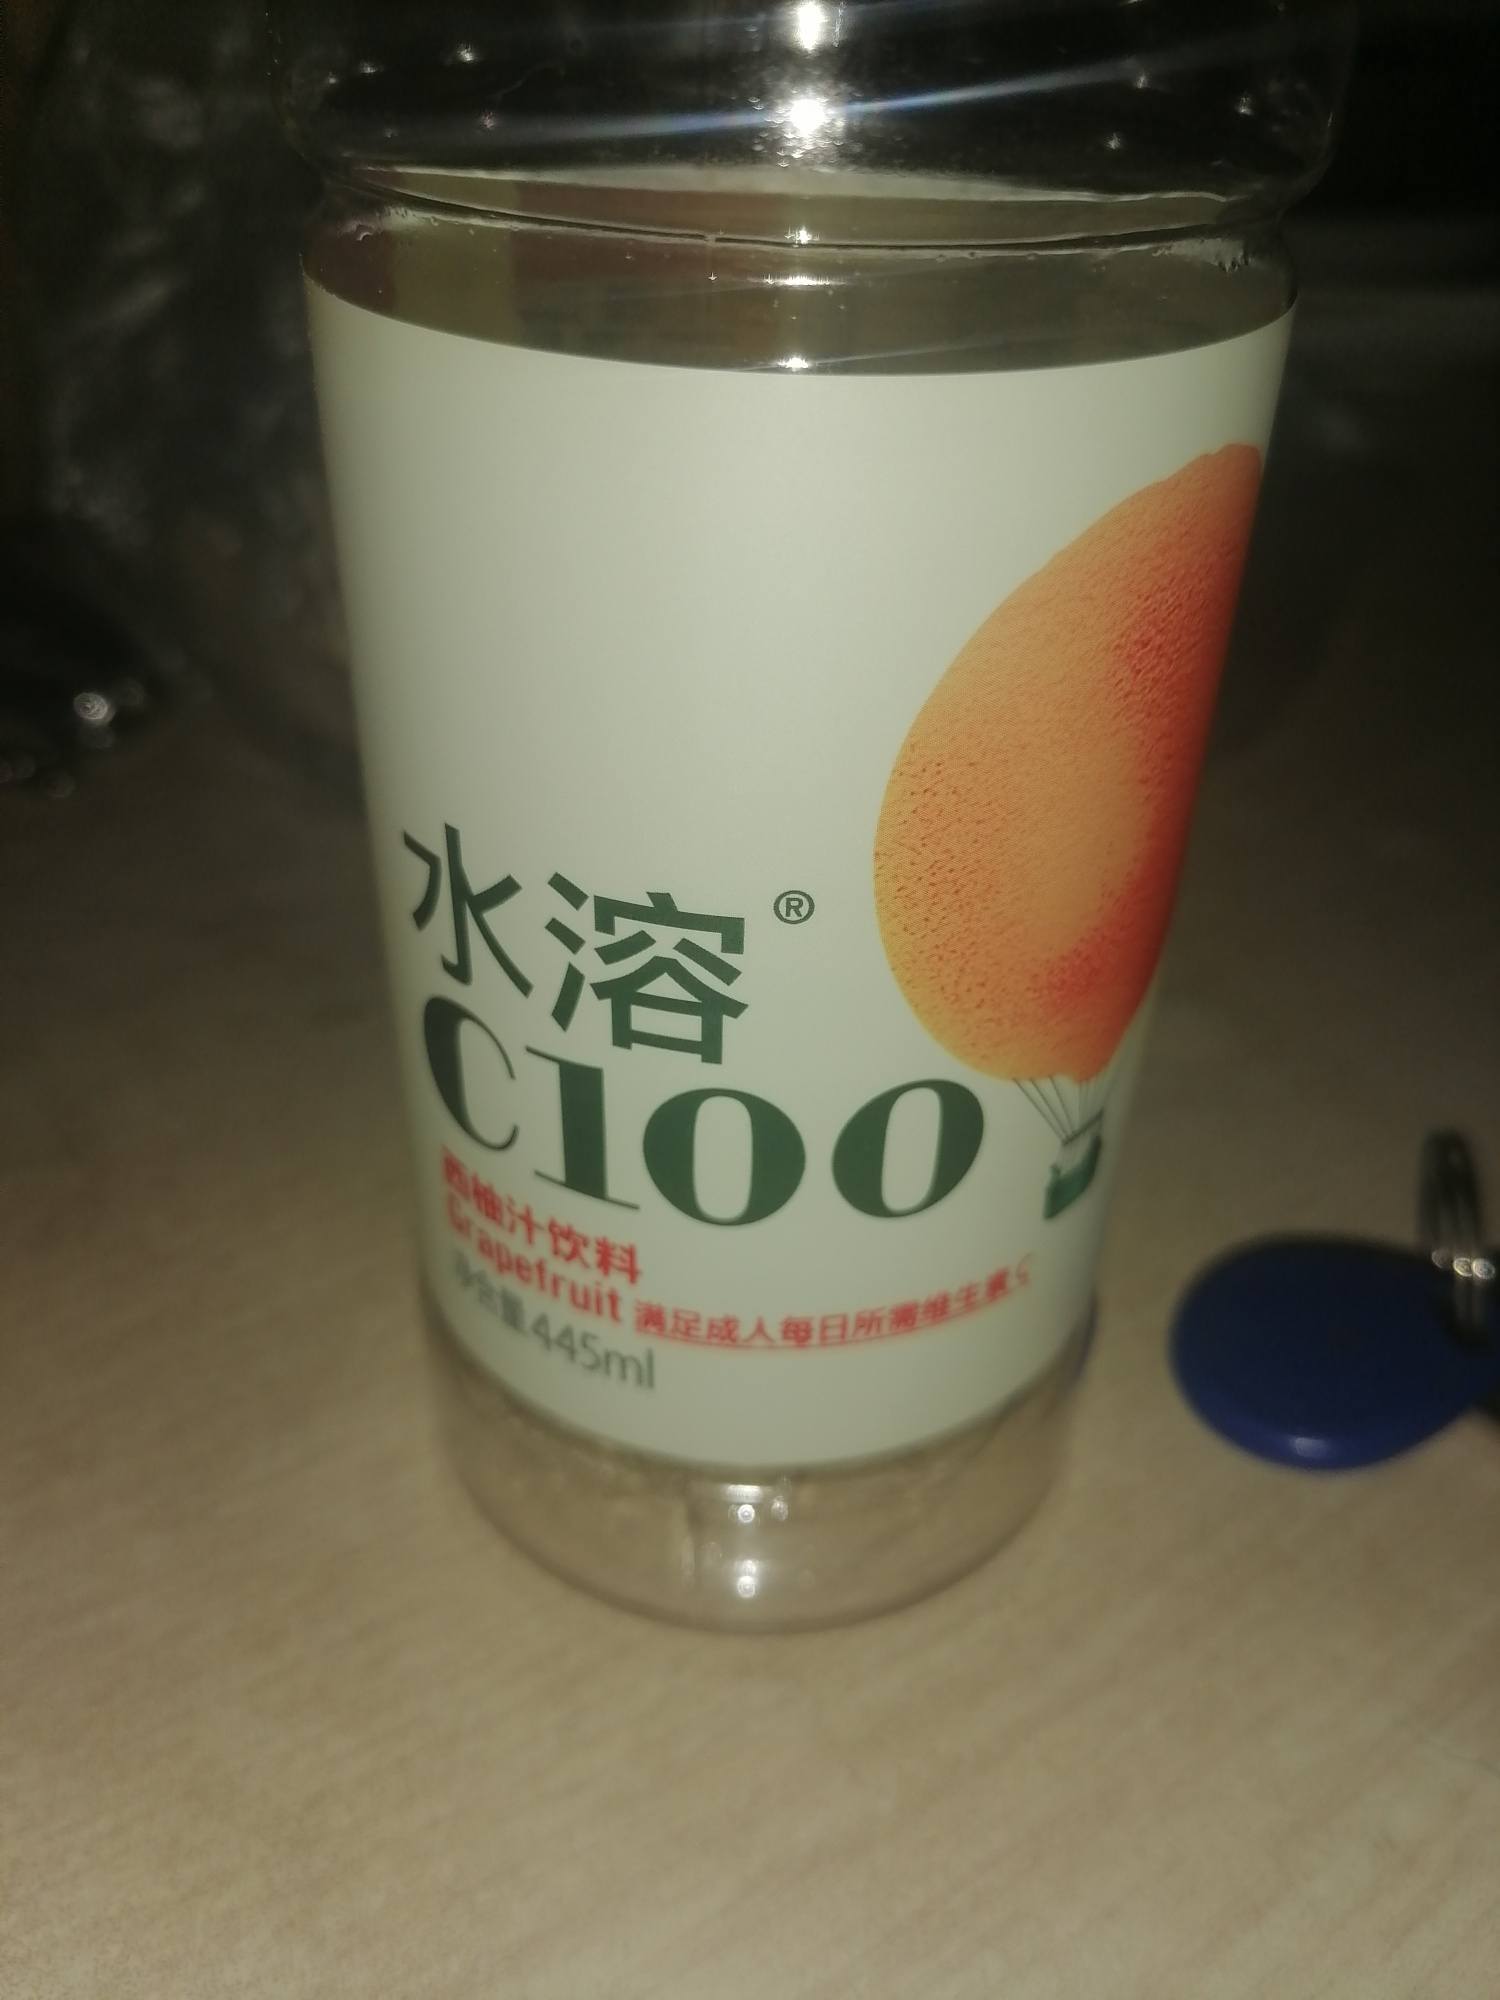 水溶®
C100
西柚汁饮料
Grapefruit 满足成人每日所需维生素C
净含量445ml